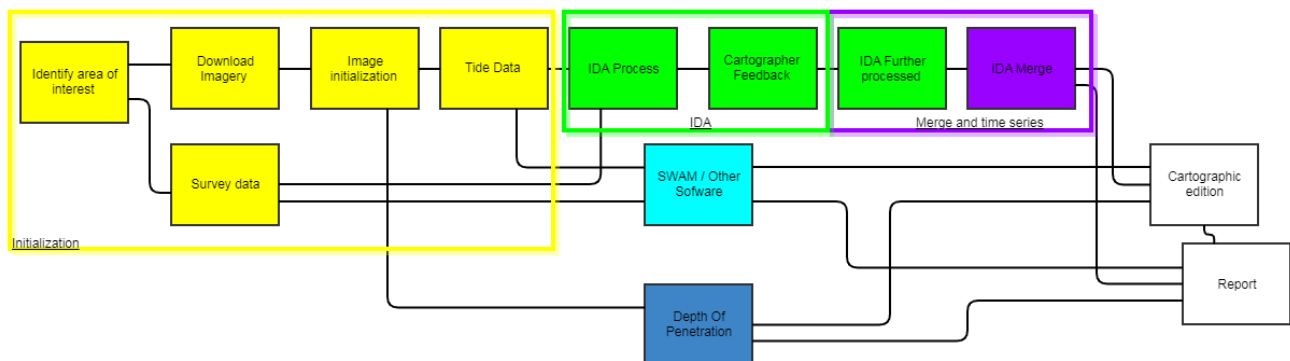 Identify area of
interest
Download
Imagery
Image
initialization
Tide Data
IDA Process
Cartographer
Feedback
IDA Further
processed
IDA Merge
IDA
Merge and time series
Survey data
SWAM / Other
Sofware
Cartographic
edition
Initialization
Report
Depth Of
Penetration